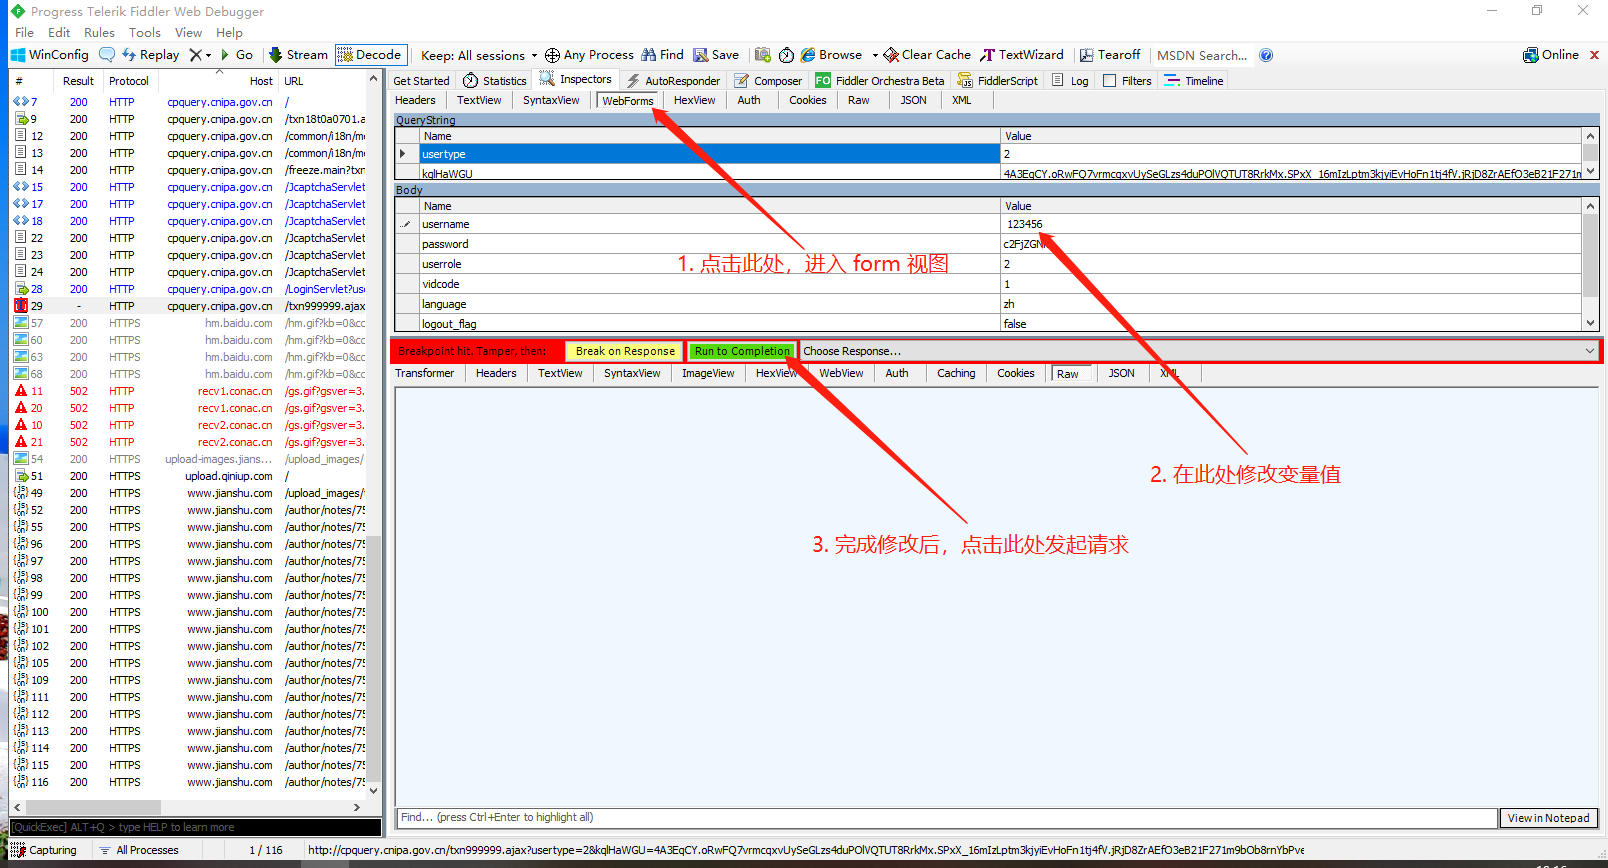 Progress Telerik Fiddler Web Debugger
File Edit Rules Tools View Help
WinConfig Replay Go Stream Decode Keep: All sessions Any Process Find Save Browse Clear Cache TextWizard Tearoff MSDN Search... Online
# Result Protocol Host URL
7 200 HTTP cpquery.cnipa.gov.cn /
9 200 HTTP cpquery.cnipa.gov.cn /txn18t0a0701.a
12 200 HTTP cpquery.cnipa.gov.cn /common/i18n/m
13 200 HTTP cpquery.cnipa.gov.cn /common/i18n/m
14 200 HTTP cpquery.cnipa.gov.cn /freeze.main?txn
15 200 HTTP cpquery.cnipa.gov.cn /JcaptchaServlet
17 200 HTTP cpquery.cnipa.gov.cn /JcaptchaServlet
18 200 HTTP cpquery.cnipa.gov.cn /JcaptchaServlet
22 200 HTTP cpquery.cnipa.gov.cn /JcaptchaServlet
23 200 HTTP cpquery.cnipa.gov.cn /JcaptchaServlet
24 200 HTTP cpquery.cnipa.gov.cn /JcaptchaServlet
28 200 HTTP cpquery.cnipa.gov.cn /LoginServlet?us
29 - HTTP cpquery.cnipa.gov.cn /txn999999.ajax
57 200 HTTPS hm.baidu.com /hm.gif?kb=0&cc
60 200 HTTPS hm.baidu.com /hm.gif?kb=0&cc
63 200 HTTPS hm.baidu.com /hm.gif?kb=0&cc
68 200 HTTPS hm.baidu.com /hm.gif?kb=0&cc
11 502 HTTP recv1.conac.cn /gs.gif?gsver=3.
20 502 HTTP recv1.conac.cn /gs.gif?gsver=3.
10 502 HTTP recv2.conac.cn /gs.gif?gsver=3.
21 502 HTTP recv2.conac.cn /gs.gif?gsver=3.
54 200 HTTPS upload-images.jians... /upload_images/
51 200 HTTPS upload.qiniup.com /
49 200 HTTPS www.jianshu.com /upload_images/
52 200 HTTPS www.jianshu.com /author/notes/75
55 200 HTTPS www.jianshu.com /author/notes/75
96 200 HTTPS www.jianshu.com /author/notes/75
97 200 HTTPS www.jianshu.com /author/notes/75
98 200 HTTPS www.jianshu.com /author/notes/75
99 200 HTTPS www.jianshu.com /author/notes/75
100 200 HTTPS www.jianshu.com /author/notes/75
101 200 HTTPS www.jianshu.com /author/notes/75
102 200 HTTPS www.jianshu.com /author/notes/75
105 200 HTTPS www.jianshu.com /author/notes/75
109 200 HTTPS www.jianshu.com /author/notes/75
111 200 HTTPS www.jianshu.com /author/notes/75
112 200 HTTPS www.jianshu.com /author/notes/75
113 200 HTTPS www.jianshu.com /author/notes/75
114 200 HTTPS www.jianshu.com /author/notes/75
115 200 HTTPS www.jianshu.com /author/notes/75
116 200 HTTPS www.jianshu.com /author/notes/75
[QuickExec] ALT+Q > type HELP to learn more
Get Started Statistics Inspectors AutoResponder Composer FO Fiddler Orchestra Beta FiddlerScript Log Filters Timeline
Headers TextView SyntaxView WebForms HexView Auth Cookies Raw JSON XML
QueryString
Name Value
usertype 2
kqlHaWGU 4A3EqCY.oRwFQ7vrmcqxvUySeGLzs4duPOlVQTUT8RrkMx.SPxX_16mIzLptm3kjyiEvHoFn1tj4fV.jRjD8ZrAEfO3eB21F271m
Body
Name Value
username 123456
password c2FjZGN
userrole 2
vidcode 1
language zh
logout_flag false
1. 点击此处，进入 form 视图
Breakpoint hit. Tamper, then: Break on Response Run to Completion Choose Response...
Transformer Headers TextView SyntaxView ImageView HexView WebView Auth Caching Cookies Raw JSON XML
2. 在此处修改变量值
3. 完成修改后，点击此处发起请求
Find... (press Ctrl+Enter to highlight all) View in Notepad
Capturing All Processes 1 / 116 http://cpquery.cnipa.gov.cn/txn999999.ajax?usertype=2&kqlHaWGU=4A3EqCY.oRwFQ7vrmcqxvUySeGLzs4duPOlVQTUT8RrkMx.SPxX_16mIzLptm3kjyiEvHoFn1tj4fV.jRjD8ZrAEfO3eB21F271m9bOb8rnYbPve